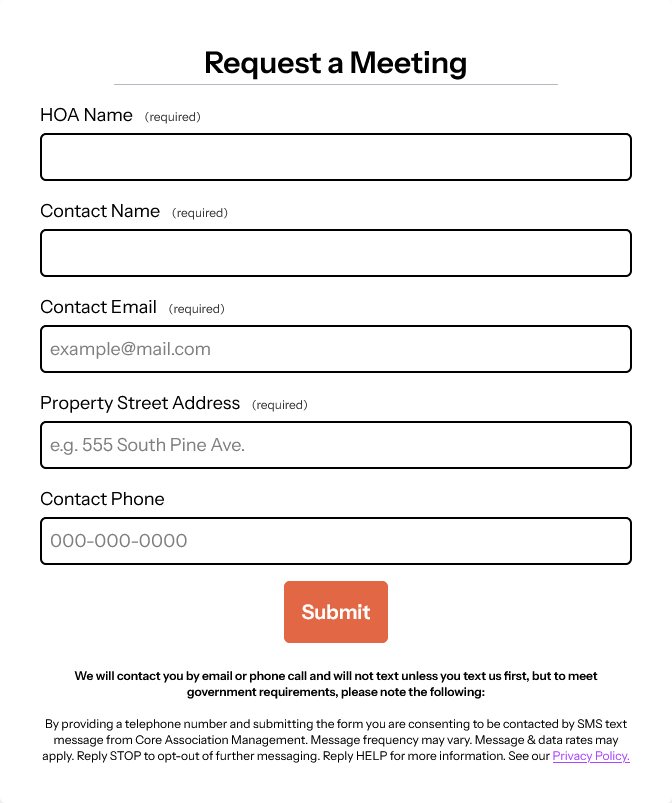 Request a Meeting
HOA Name (required)
Contact Name (required)
Contact Email (required)
example@mail.com
Property Street Address (required)
e.g. 555 South Pine Ave.
Contact Phone
000-000-0000
Submit
We will contact you by email or phone call and will not text unless you text us first, but to meet
government requirements, please note the following:
By providing a telephone number and submitting the form you are consenting to be contacted by SMS text
message from Core Association Management. Message frequency may vary. Message & data rates may
apply. Reply STOP to opt-out of further messaging. Reply HELP for more information. See our Privacy Policy.